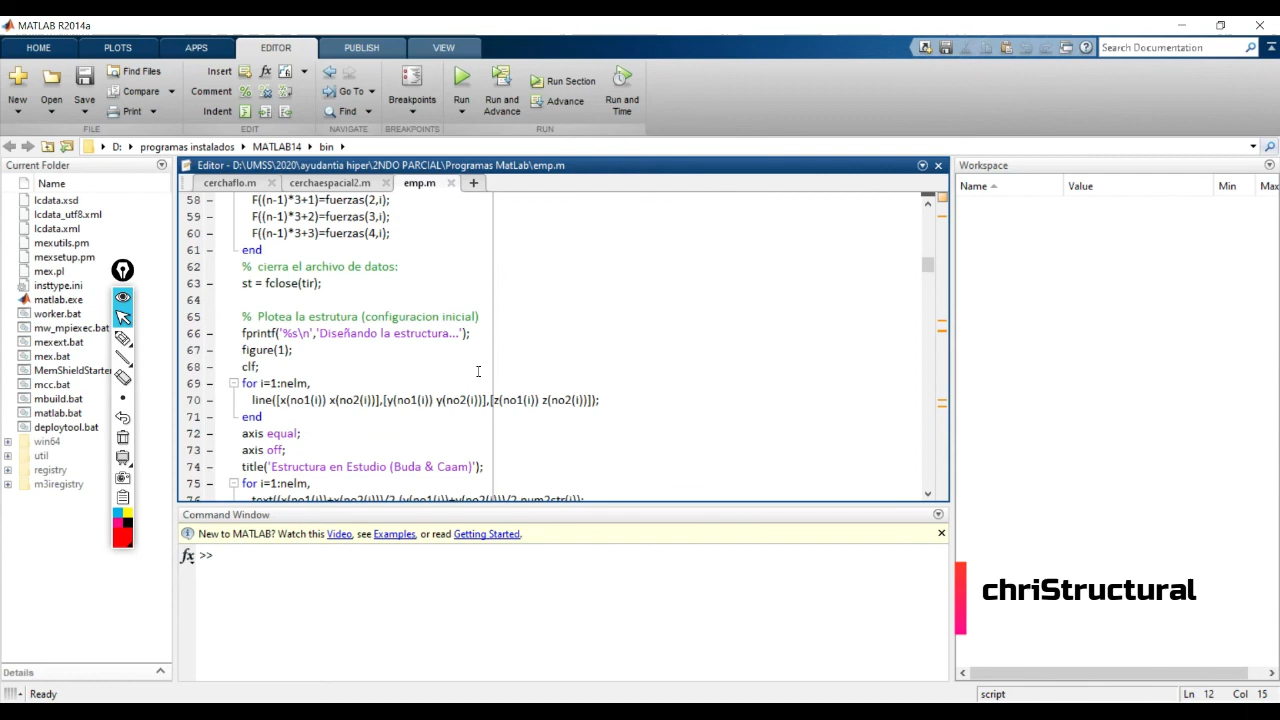 MATLAB R2014a
HOME PLOTS APPS EDITOR PUBLISH VIEW Search Documentation
New Open Save Find Files Compare Print
Insert fx Comment % Indent
Go To Find
Breakpoints Run Run and Advance Run Section Advance Run and Time
FILE EDIT NAVIGATE BREAKPOINTS RUN
D: programas instalados MATLAB14 bin
Current Folder
Name
lcdata.xsd
lcdata_utf8.xml
lcdata.xml
mexutils.pm
mexsetup.pm
mex.pl
insttype.ini
matlab.exe
worker.bat
mw_mpiexec.bat
mexext.bat
mex.bat
MemShieldStarter
mcc.bat
mbuild.bat
matlab.bat
deploytool.bat
win64
util
registry
m3iregistry
Details
Editor - D:\UMSS\2020\ayudantia hiper\2NDO PARCIAL\Programas MatLab\emp.m
cerchaflo.m cerchaespacial2.m emp.m
58 – F((n-1)*3+1)=fuerzas(2,i);
59 – F((n-1)*3+2)=fuerzas(3,i);
60 – F((n-1)*3+3)=fuerzas(4,i);
61 – end
62 % cierra el archivo de datos:
63 – st = fclose(tir);
64
65 % Plotea la estrutura (configuracion inicial)
66 – fprintf('%s\n','Diseñando la estructura...');
67 – figure(1);
68 – clf;
69 – for i=1:nelm,
70 – line([x(no1(i)) x(no2(i))],[y(no1(i)) y(no2(i))],[z(no1(i)) z(no2(i))]);
71 – end
72 – axis equal;
73 – axis off;
74 – title('Estructura en Estudio (Buda & Caam)');
75 – for i=1:nelm,
76 – text((x(no1(i))+x(no2(i)))/2,(y(no1(i))+y(no2(i)))/2,num2str(i));
Command Window
New to MATLAB? Watch this Video, see Examples, or read Getting Started.
fx >>
Workspace
Name Value Min Max
chriStructural
Ready script Ln 12 Col 15